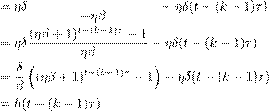 = ηδ −ηβ − ηδ(t − (k − 1)τ)
= ηδ ((ηβ + 1)^{t−(k−1)τ} − 1)/(ηβ) − ηδ(t − (k − 1)τ)
= δ/β ((ηβ + 1)^{t−(k−1)τ} − 1) − ηδ(t − (k − 1)τ)
= h(t − (k − 1)τ)